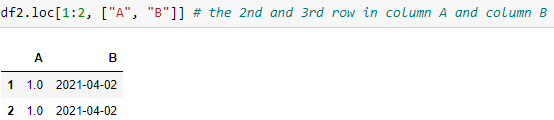 df2.loc[1:2, ["A", "B"]] # the 2nd and 3rd row in column A and column B
A B
1 1.0 2021-04-02
2 1.0 2021-04-02